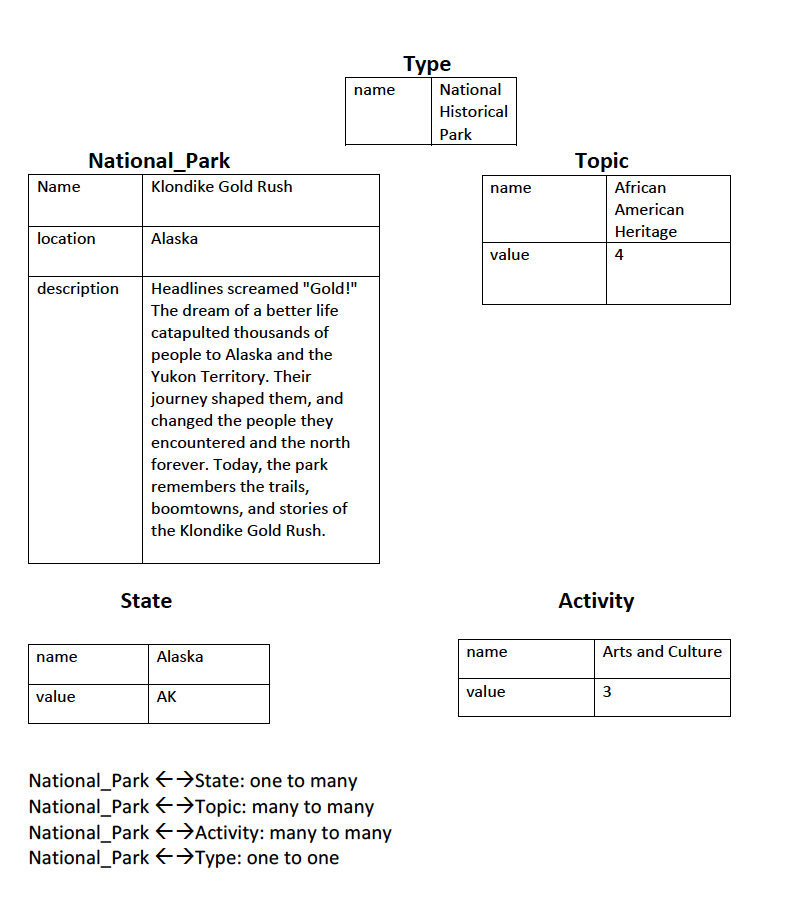 Type
name National
Historical
Park
National_Park
Name Klondike Gold Rush
location Alaska
description Headlines screamed "Gold!"
The dream of a better life
catapulted thousands of
people to Alaska and the
Yukon Territory. Their
journey shaped them, and
changed the people they
encountered and the north
forever. Today, the park
remembers the trails,
boomtowns, and stories of
the Klondike Gold Rush.
Topic
name African
American
Heritage
value 4
State
name Alaska
value AK
Activity
name Arts and Culture
value 3
National_Park ←→State: one to many
National_Park ←→Topic: many to many
National_Park ←→Activity: many to many
National_Park ←→Type: one to one